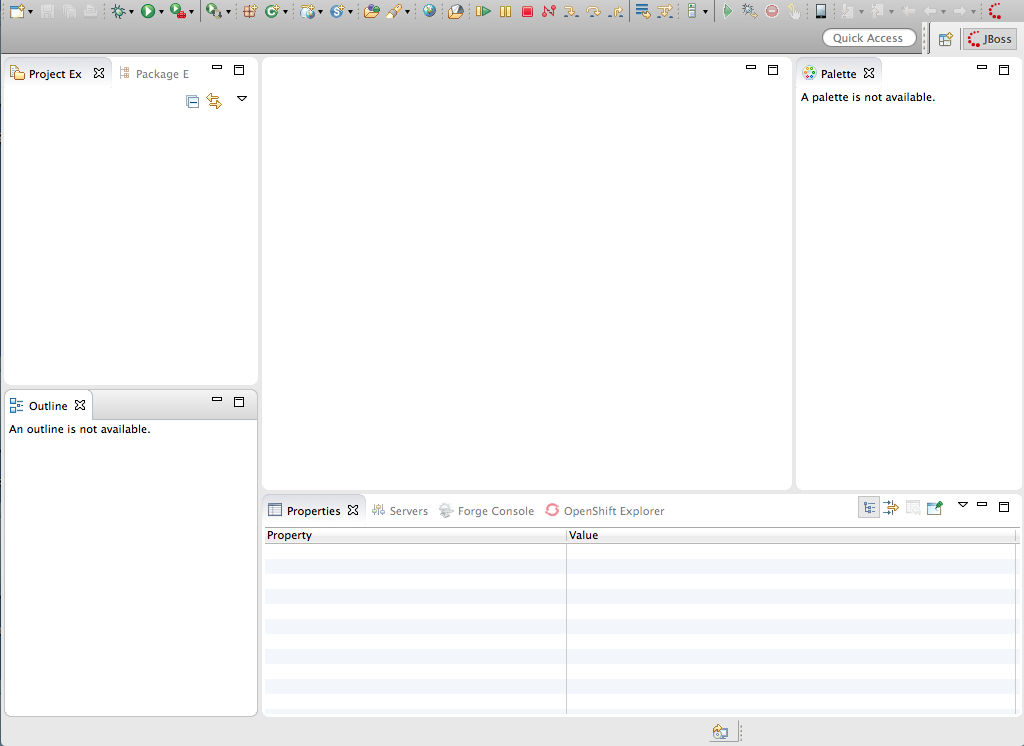 Quick Access
JBoss
Project Ex
Package E
Palette
A palette is not available.
Outline
An outline is not available.
Properties
Servers
Forge Console
OpenShift Explorer
Property
Value